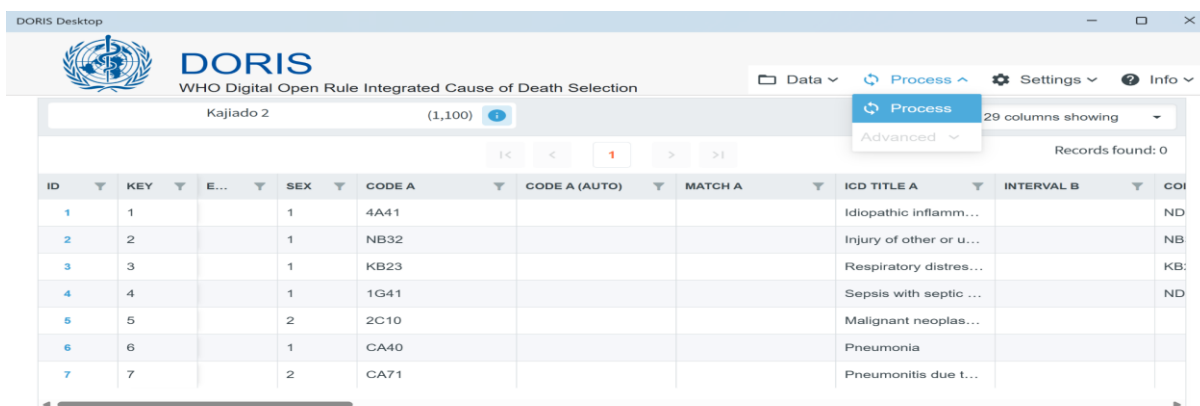 DORIS Desktop
DORIS
WHO Digital Open Rule Integrated Cause of Death Selection
Data Process Settings Info
Process
Advanced
Kajiado 2 (1,100)
29 columns showing
1
Records found: 0
ID KEY E... SEX CODE A CODE A (AUTO) MATCH A ICD TITLE A INTERVAL B
1 1 1 4A41 Idiopathic inflamm... ND
2 2 1 NB32 Injury of other or u... NB
3 3 1 KB23 Respiratory distres... KB
4 4 1 1G41 Sepsis with septic ... ND
5 5 2 2C10 Malignant neoplas...
6 6 1 CA40 Pneumonia
7 7 2 CA71 Pneumonitis due t...